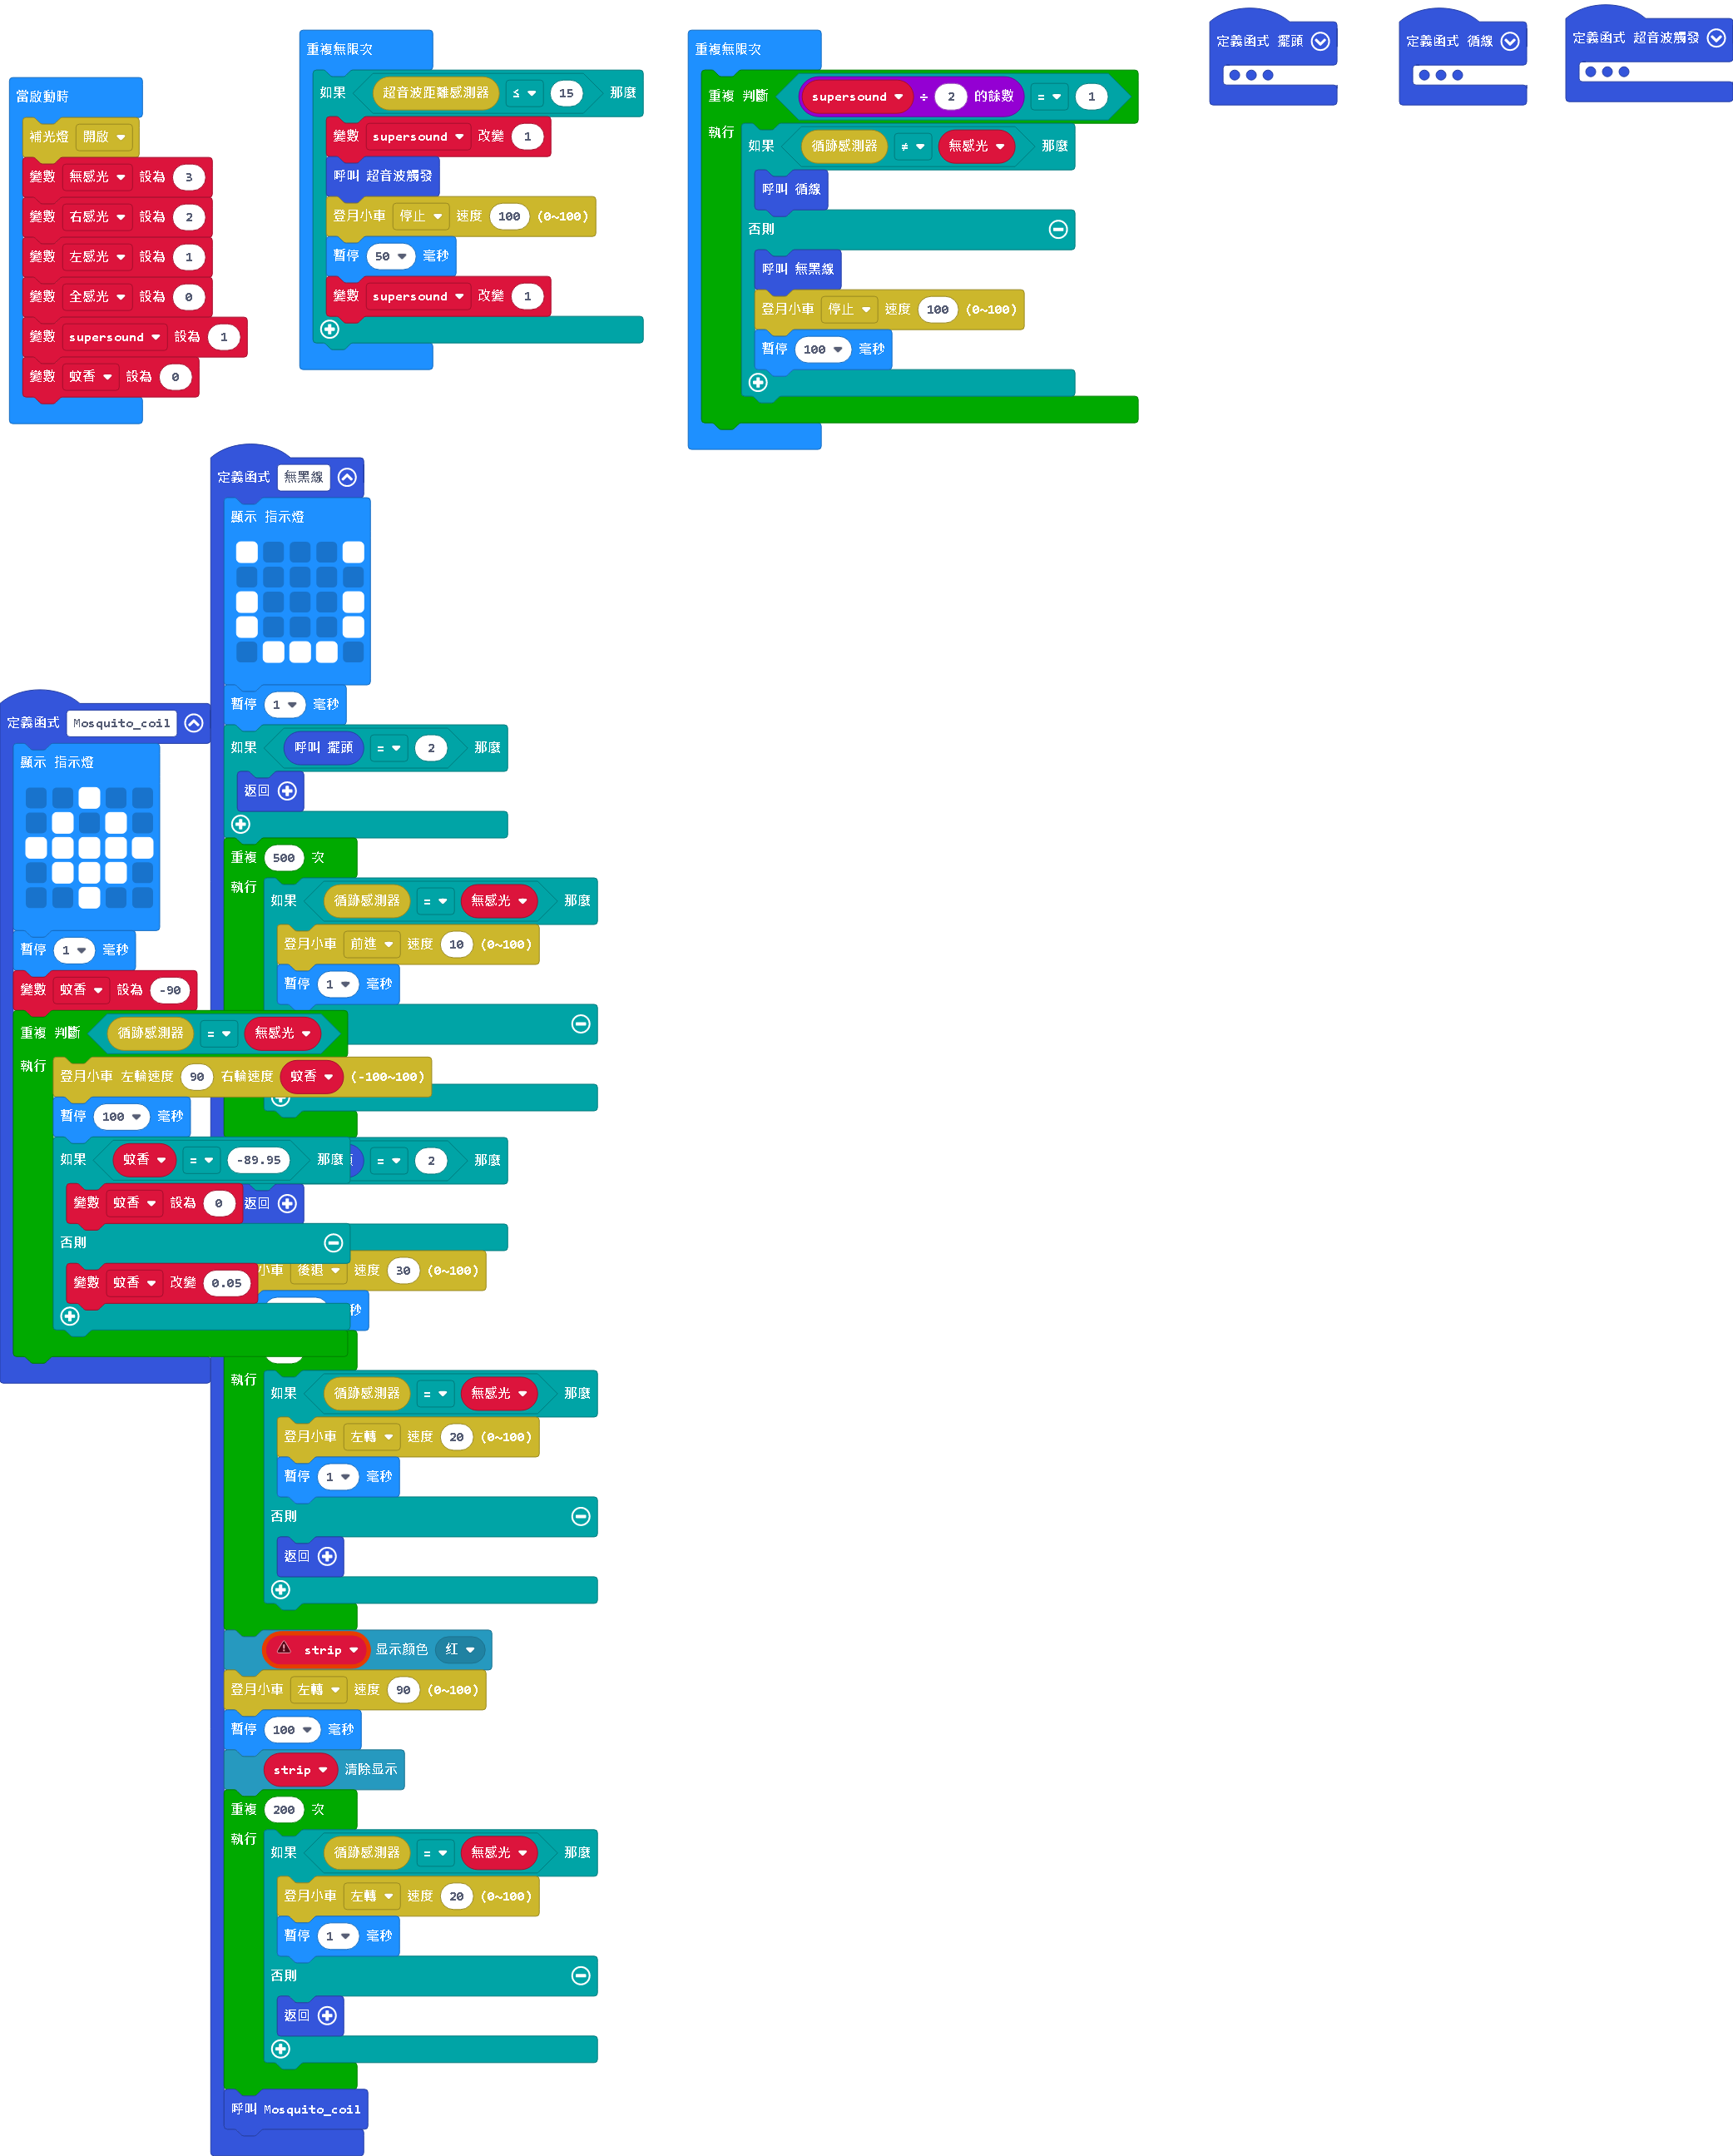 當啟動時
補光燈 開啟
變數 無感光 設為 3
變數 右感光 設為 2
變數 左感光 設為 1
變數 全感光 設為 0
變數 supersound 設為 1
變數 蚊香 設為 0
重複無限次
如果 超音波距離感測器 ≤ 15 那麼
變數 supersound 改變 1
呼叫 超音波觸發
登月小車 停止 速度 100 (0~100)
暫停 50 毫秒
變數 supersound 改變 1
重複無限次
重複 判斷 supersound ÷ 2 的餘數 = 1
執行
如果 循跡感測器 ≠ 無感光 那麼
呼叫 循線
否則
呼叫 無黑線
登月小車 停止 速度 100 (0~100)
暫停 100 毫秒
定義函式 擺頭
定義函式 循線
定義函式 超音波觸發
定義函式 Mosquito_coil
顯示 指示燈
暫停 1 毫秒
變數 蚊香 設為 -90
重複 判斷 循跡感測器 = 無感光
執行
登月小車 左輪速度 90 右輪速度 蚊香 (-100~100)
暫停 100 毫秒
如果 蚊香 = -89.95 那麼
變數 蚊香 設為 0
否則
變數 蚊香 改變 0.05
定義函式 無黑線
顯示 指示燈
暫停 1 毫秒
如果 呼叫 擺頭 = 2 那麼
返回
重複 500 次
執行
如果 循跡感測器 = 無感光 那麼
登月小車 前進 速度 10 (0~100)
暫停 1 毫秒
= 2 那麼
返回
小車 後退 速度 30 (0~100)
秒
執行
如果 循跡感測器 = 無感光 那麼
登月小車 左轉 速度 20 (0~100)
暫停 1 毫秒
否則
返回
strip 显示颜色 红
登月小車 左轉 速度 90 (0~100)
暫停 100 毫秒
strip 清除显示
重複 200 次
執行
如果 循跡感測器 = 無感光 那麼
登月小車 左轉 速度 20 (0~100)
暫停 1 毫秒
否則
返回
呼叫 Mosquito_coil